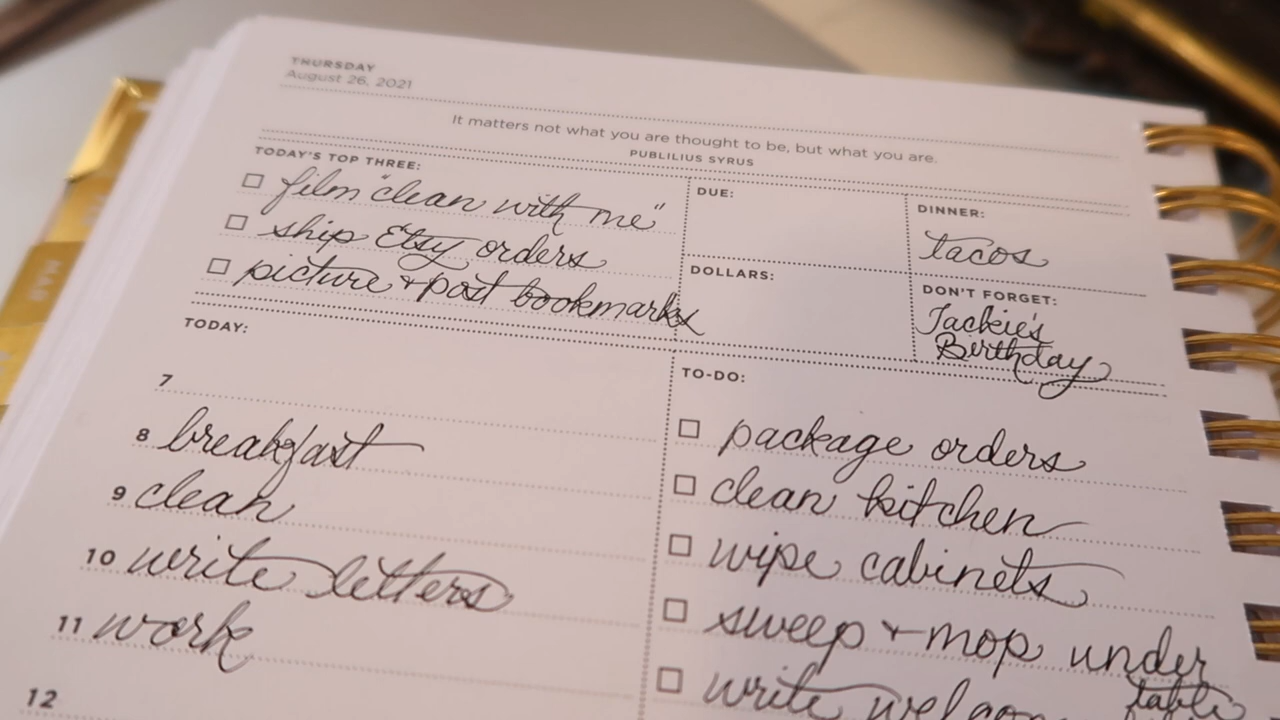 THURSDAY
August 26, 2021
It matters not what you are thought to be, but what you are.
PUBLILIUS SYRUS
TODAY'S TOP THREE:
film "clean with me"
ship Etsy orders
picture + post bookmarks
DUE:
DOLLARS:
DINNER:
tacos
DON'T FORGET:
Jackie's
Birthday
TODAY:
7
8 breakfast
9 clean
10 write letters
11 work
12
TO-DO:
package orders
clean kitchen
wipe cabinets
sweep + mop under
table
write